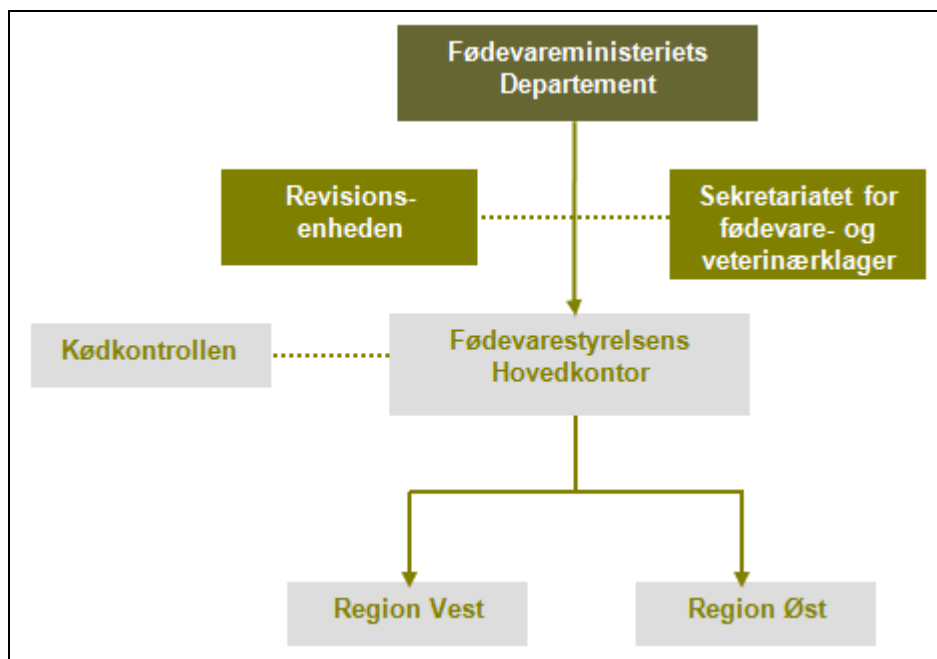 Fødevareministeriets
Departement
Revisions-
enheden
Sekretariatet for
fødevare- og
veterinærklager
Kødkontrollen
Fødevarestyrelsens
Hovedkontor
Region Vest
Region Øst